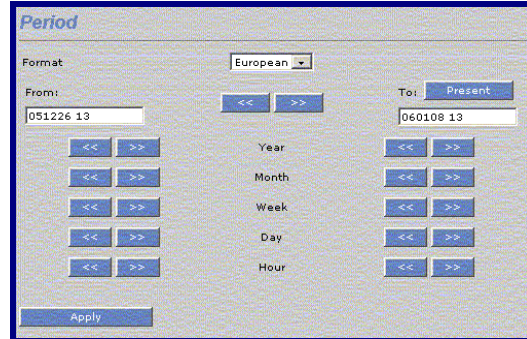 Period
Format European
From: << >> To: Present
051226 13 060108 13
<< >> Year << >>
<< >> Month << >>
<< >> Week << >>
<< >> Day << >>
<< >> Hour << >>
Apply